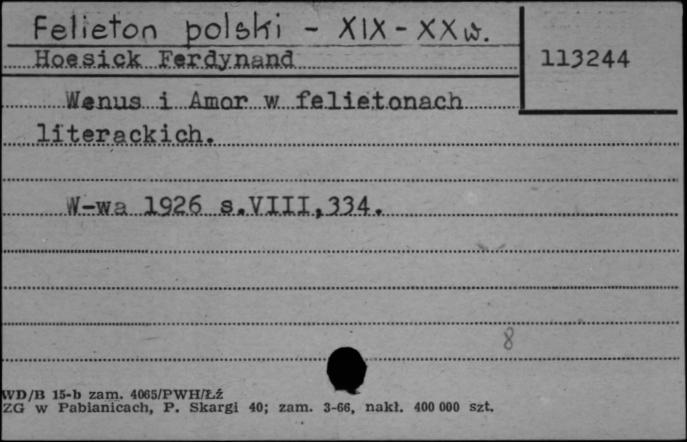 Felieton polski - XIX - XX w.
Hoesick Ferdynand
113244
Wenus i Amor w felietonach
literackich.
W-wa 1926 s.VIII,334.
8
WD/B 15-b zam. 4065/PWH/Łź
ZG w Pabianicach, P. Skargi 40; zam. 3-66, nakł. 400 000 szt.